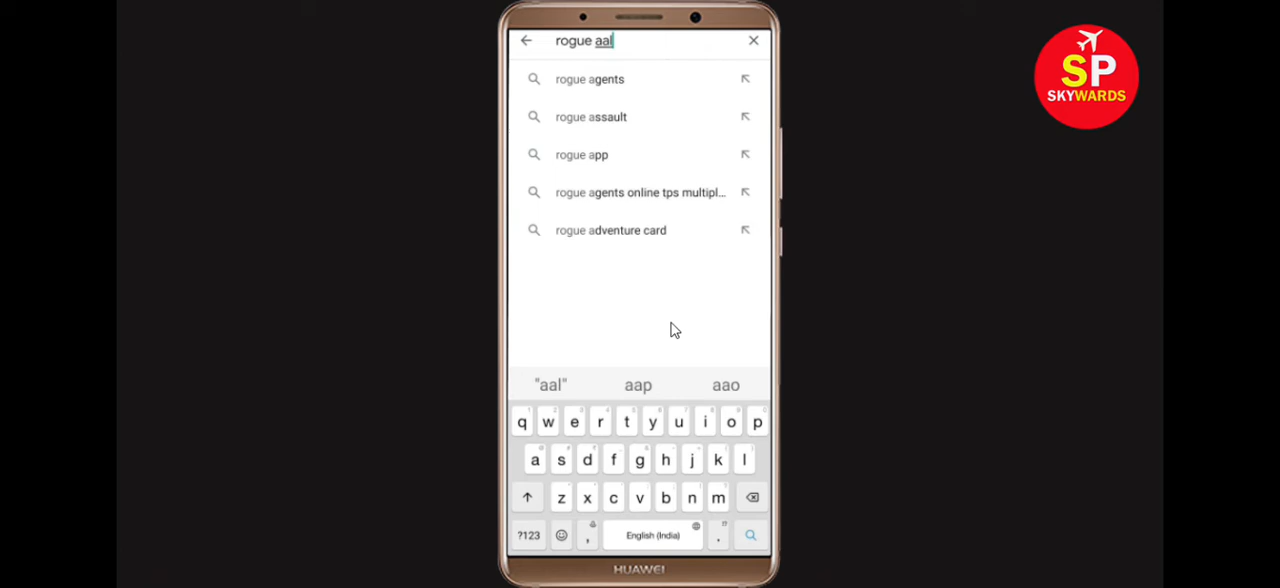 rogue aal
SP
SKYWARDS
rogue agents
rogue assault
rogue app
rogue agents online tps multipl...
rogue adventure card
"aal" aap aao
q w e r t y u i o p
a s d f g h j k l
z x c v b n m
?123 , English (India) .
HUAWEI